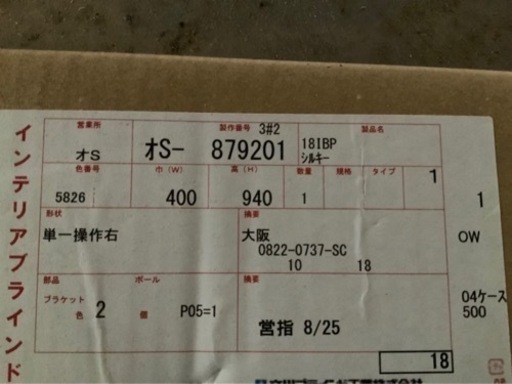 インテリアブラインド
営業所 製作番号 3#2 製品名
オS オS- 879201 18IBP
シルキー
色番号 巾(W) 高(H) 数量 規格 タイプ 1
5826 400 940 1 1
形状 摘要
単一操作右 大阪 OW
0822-0737-SC
10 18
部品 ポール 摘要
ブラケット 2 04ケース
色 個 P05=1 500
営指 8/25
18